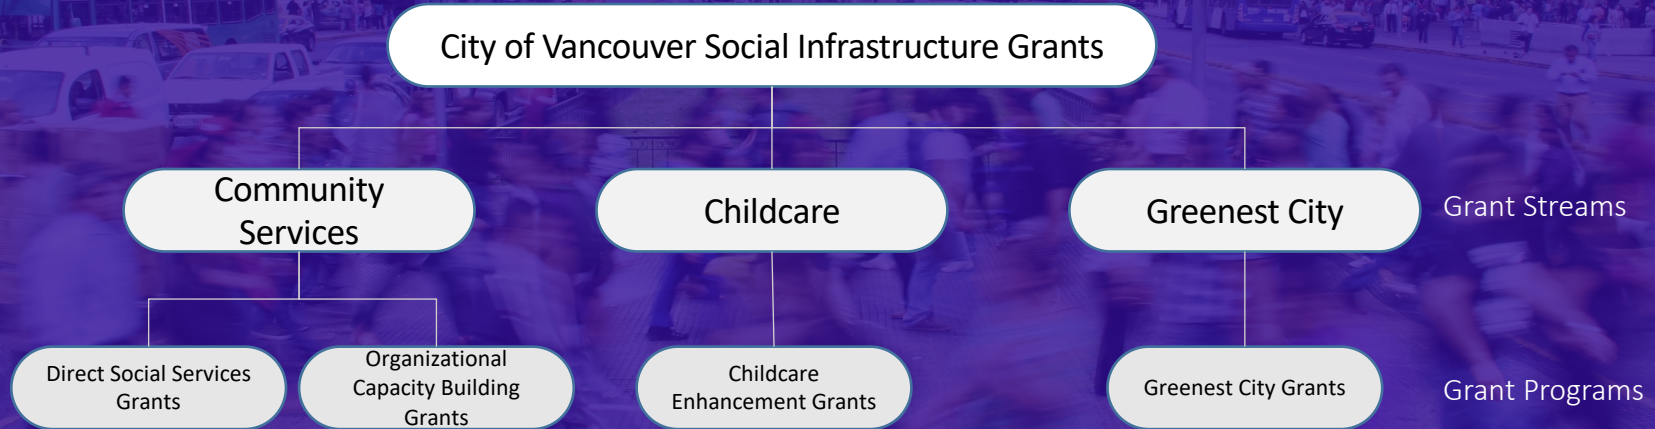 City of Vancouver Social Infrastructure Grants
Community
Services
Childcare
Greenest City
Grant Streams
Direct Social Services
Grants
Organizational
Capacity Building
Grants
Childcare
Enhancement Grants
Greenest City Grants
Grant Programs